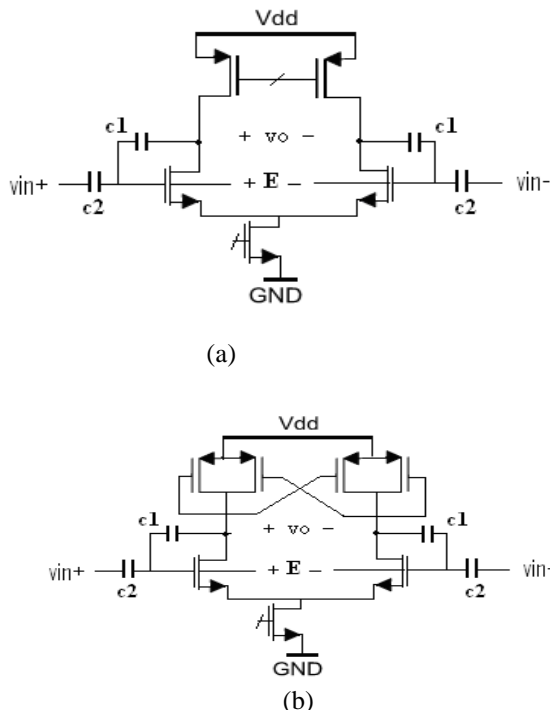 Vdd
c1
c1
+ vo -
vin+
+ E -
vin-
c2
c2
GND
(a)
Vdd
c1
c1
+ vo -
vin+
+ E -
vin-
c2
c2
GND
(b)